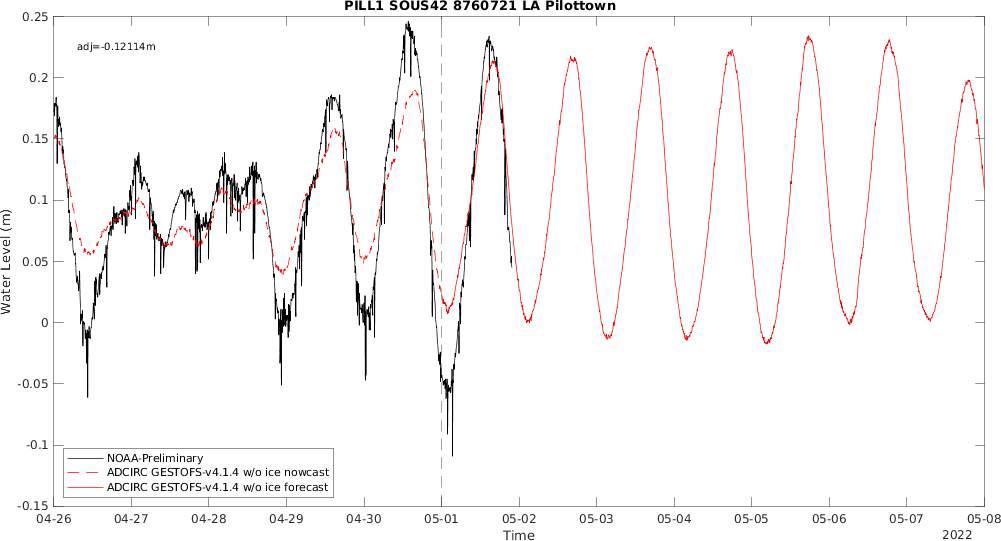 PILL1 SOUS42 8760721 LA Pilottown
adj=-0.12114m
0.25
0.2
0.15
0.1
0.05
0
-0.05
-0.1
-0.15
Water Level (m)
NOAA-Preliminary
ADCIRC GESTOFS-v4.1.4 w/o ice nowcast
ADCIRC GESTOFS-v4.1.4 w/o ice forecast
04-26 04-27 04-28 04-29 04-30 05-01 05-02 05-03 05-04 05-05 05-06 05-07 05-08
Time
2022